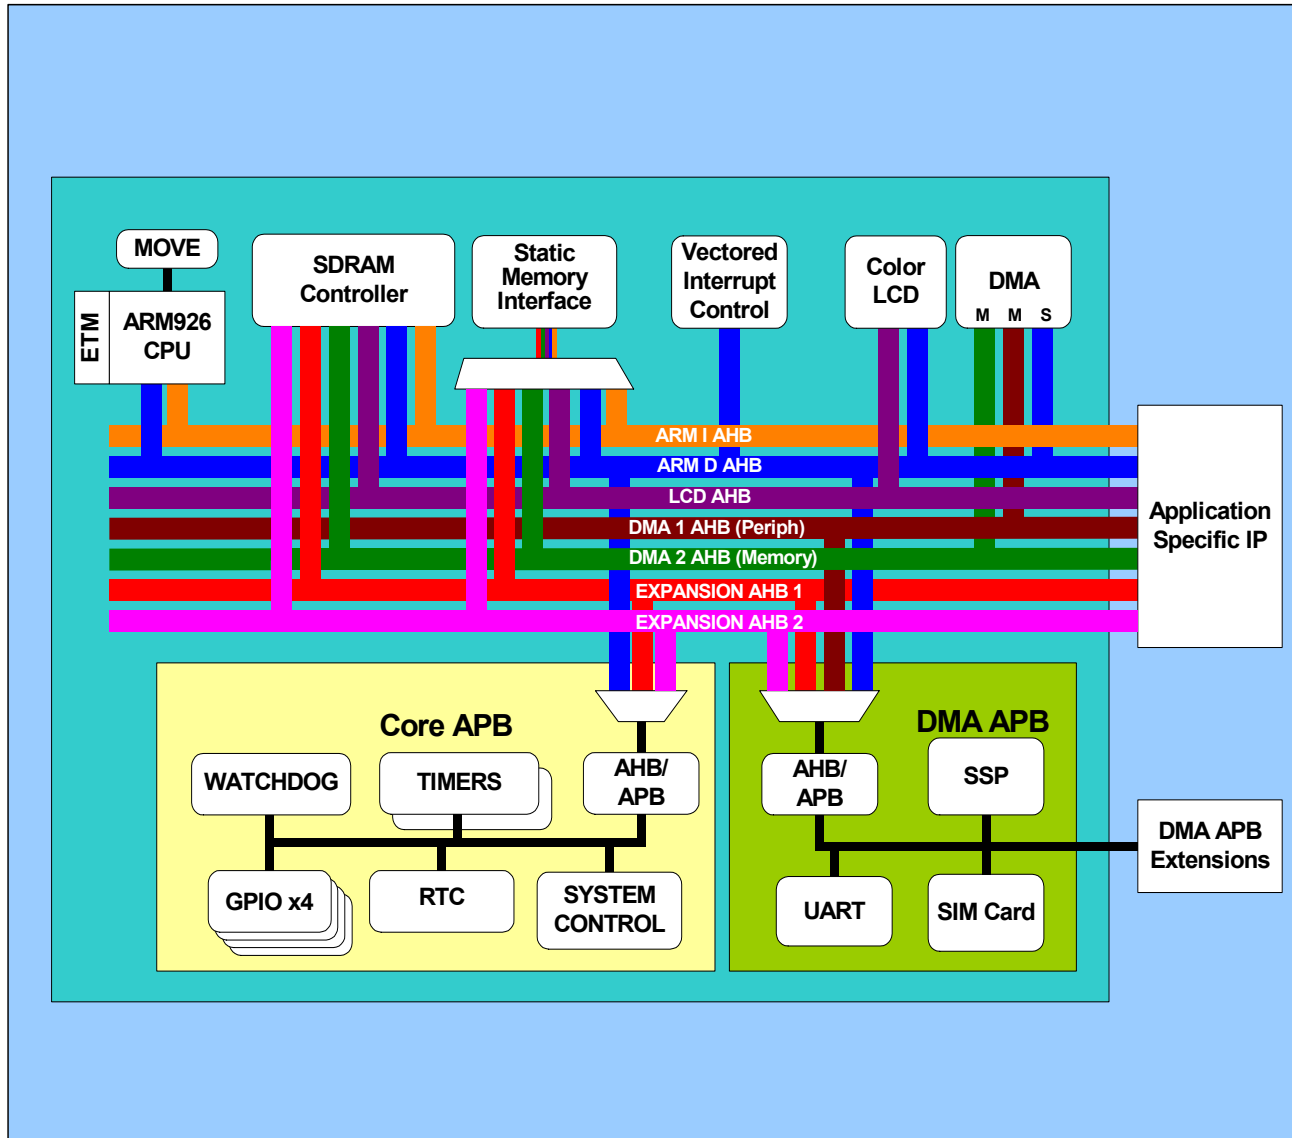 MOVE
ETM
ARM926
CPU
SDRAM
Controller
Static
Memory
Interface
Vectored
Interrupt
Control
Color
LCD
DMA
M M S
ARM I AHB
ARM D AHB
LCD AHB
DMA 1 AHB (Periph)
DMA 2 AHB (Memory)
EXPANSION AHB 1
EXPANSION AHB 2
Application
Specific IP
Core APB
WATCHDOG
TIMERS
AHB/
APB
GPIO x4
RTC
SYSTEM
CONTROL
DMA APB
AHB/
APB
SSP
UART
SIM Card
DMA APB
Extensions